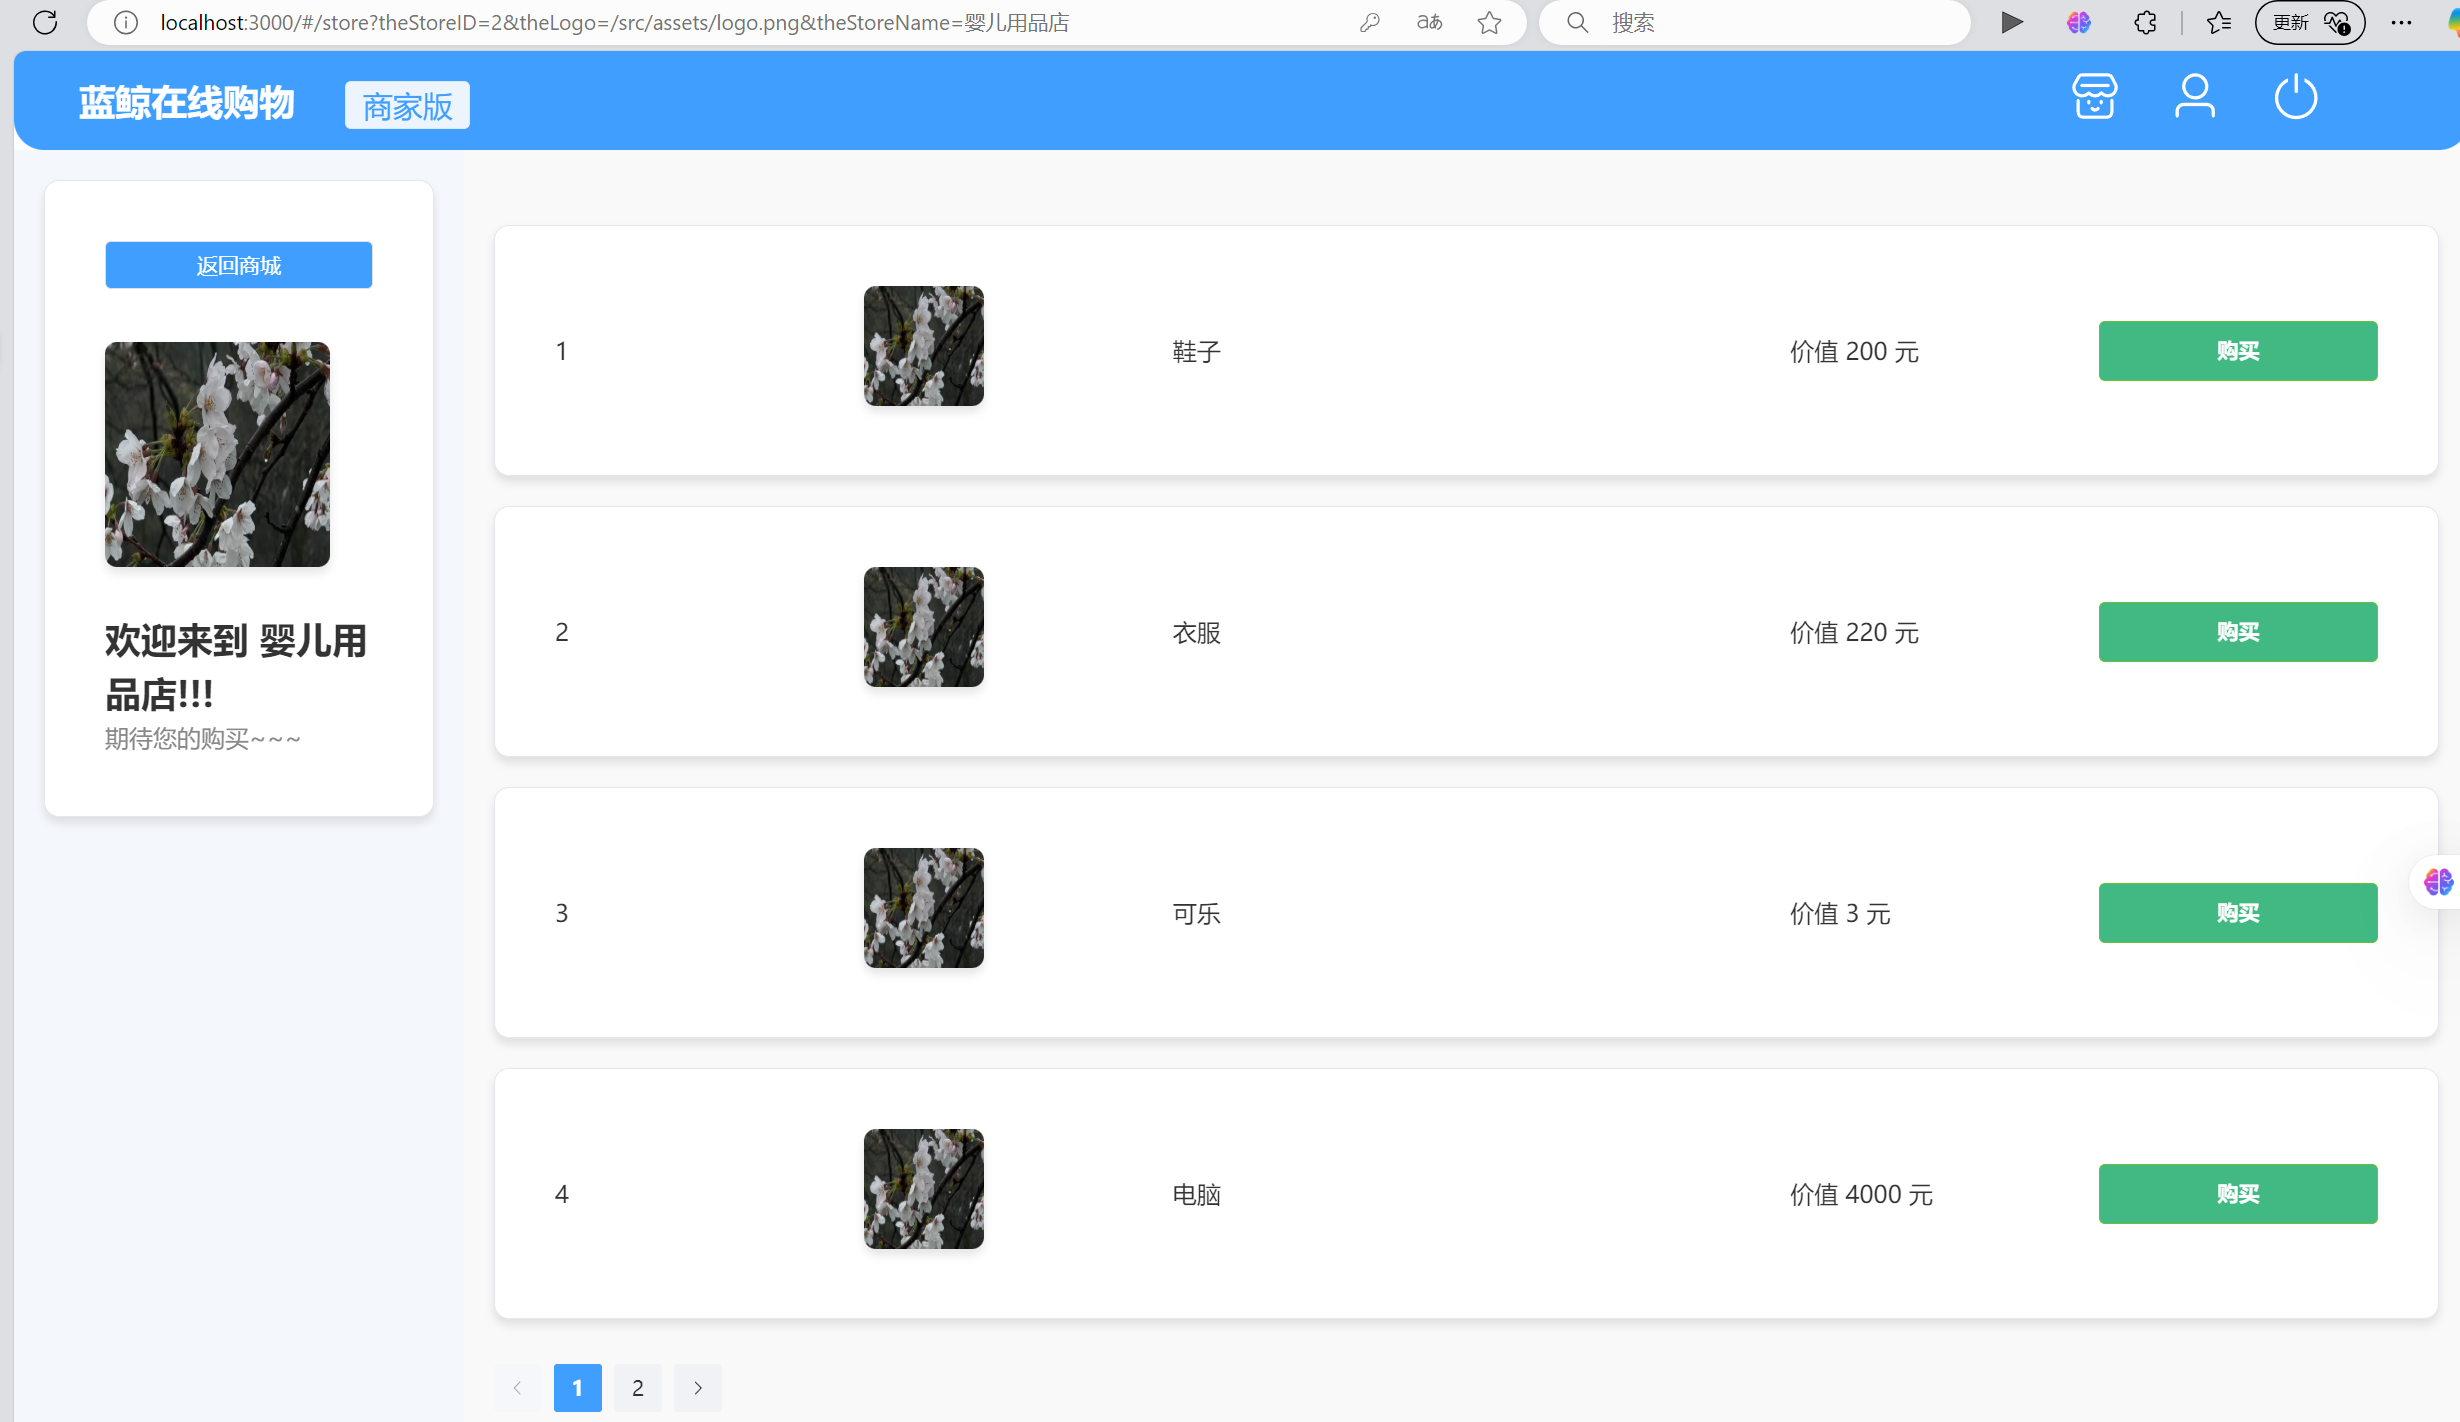 localhost:3000/#/store?theStoreID=2&theLogo=/src/assets/logo.png&theStoreName=婴儿用品店
aあ
搜索
更新
蓝鲸在线购物
商家版
返回商城
欢迎来到 婴儿用
品店!!!
期待您的购买~~~
1
鞋子
价值 200 元
购买
2
衣服
价值 220 元
购买
3
可乐
价值 3 元
购买
4
电脑
价值 4000 元
购买
1
2